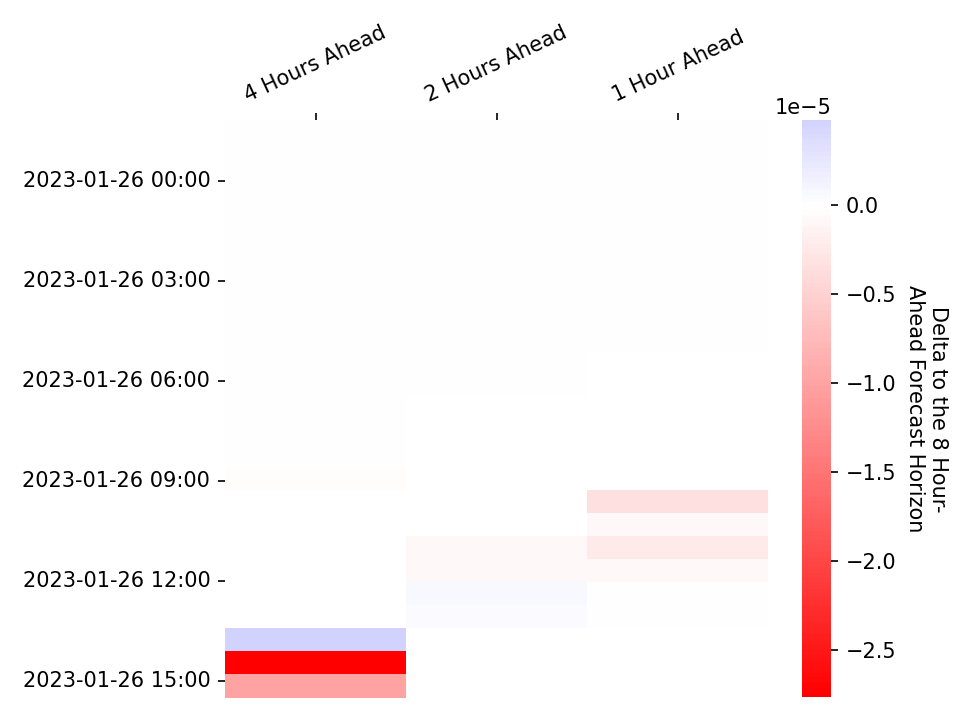 4 Hours Ahead
2 Hours Ahead
1 Hour Ahead
1e−5
2023-01-26 00:00
2023-01-26 03:00
2023-01-26 06:00
2023-01-26 09:00
2023-01-26 12:00
2023-01-26 15:00
0.0
−0.5
−1.0
−1.5
−2.0
−2.5
Delta to the 8 Hour-
Ahead Forecast Horizon